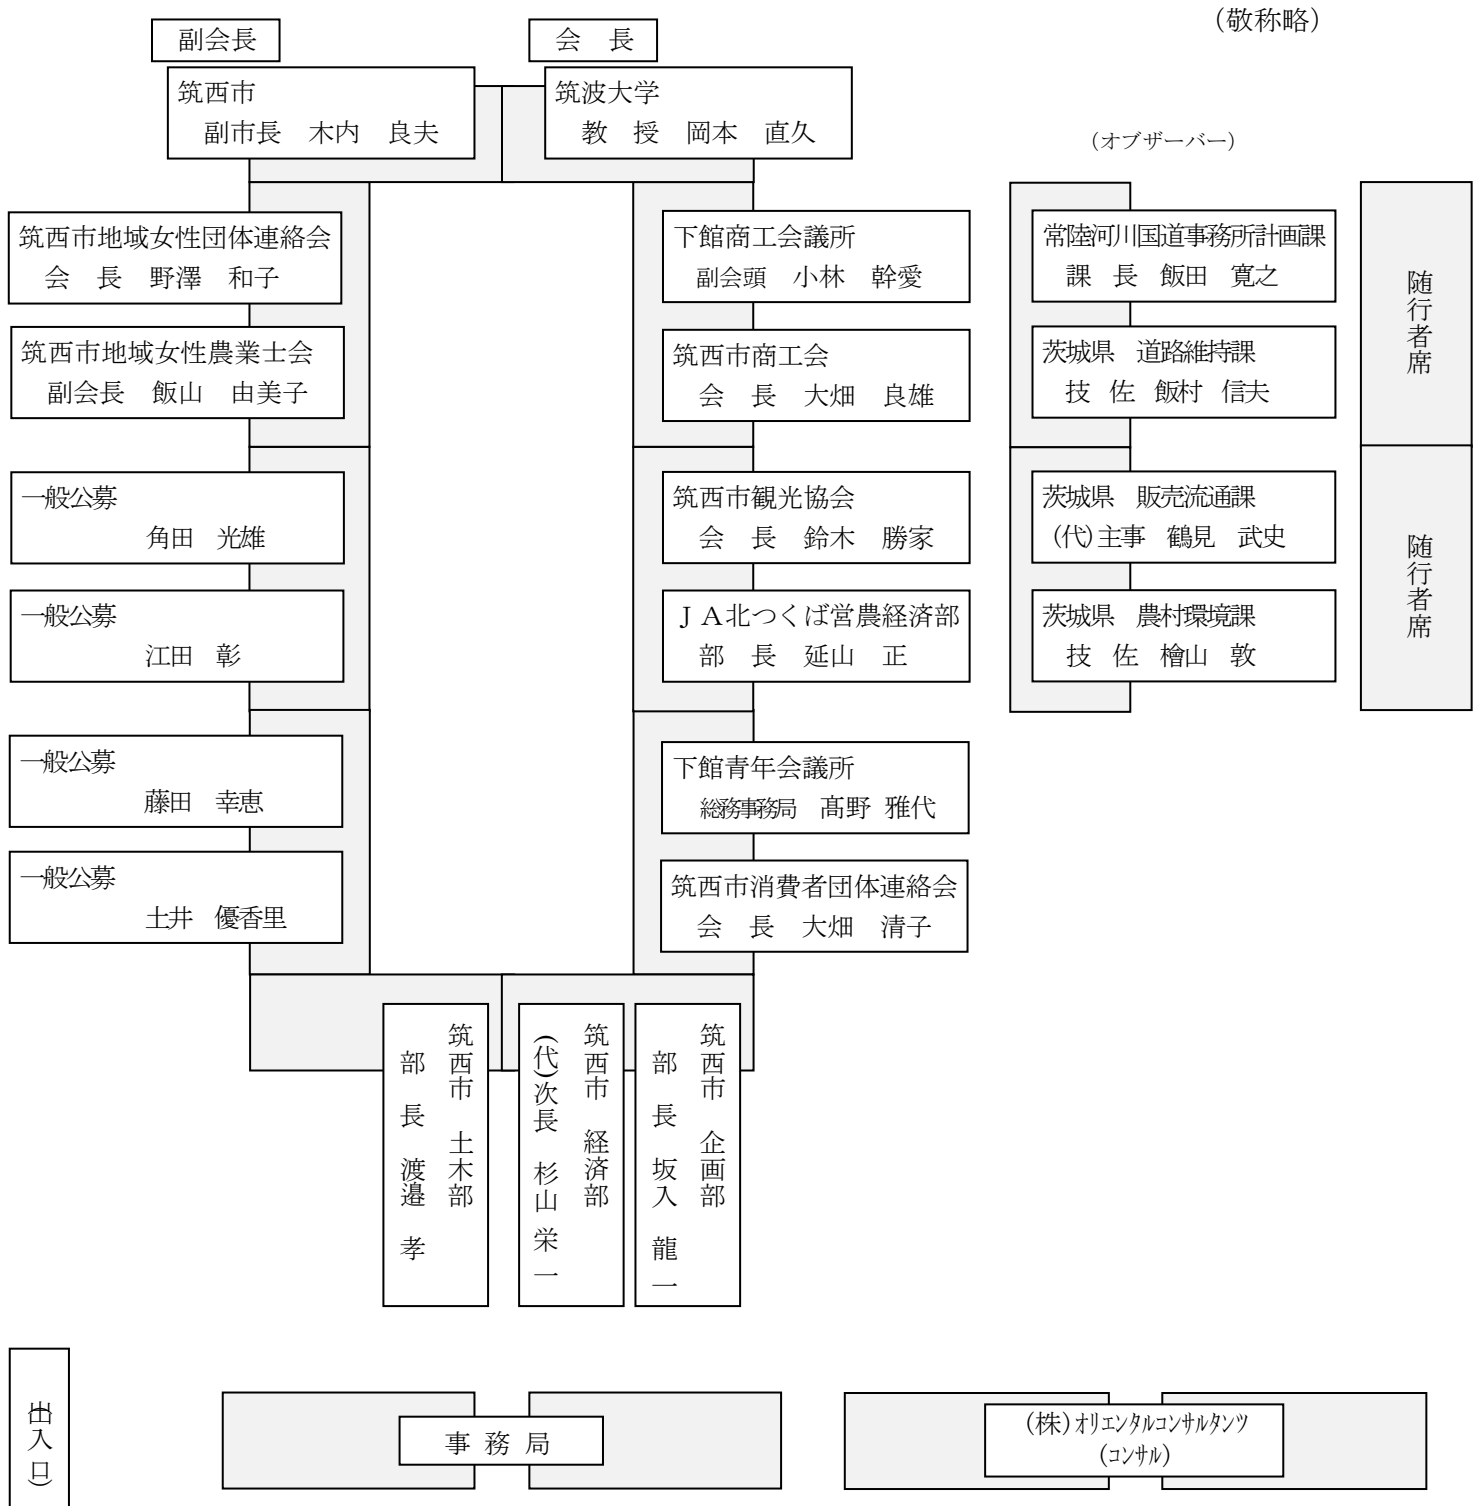 (敬称略)
副会長
会　長
筑西市
副市長　木内　良夫
筑波大学
教　授　岡本　直久
(オブザーバー)
筑西市地域女性団体連絡会
会　長　野澤　和子
筑西市地域女性農業士会
副会長　飯山　由美子
一般公募
角田　光雄
一般公募
江田　彰
一般公募
藤田　幸恵
一般公募
土井　優香里
下館商工会議所
副会頭　小林　幹愛
筑西市商工会
会　長　大畑　良雄
筑西市観光協会
会　長　鈴木　勝家
ＪＡ北つくば営農経済部
部　長　延山　正
下館青年会議所
総務事務局　髙野 雅代
筑西市消費者団体連絡会
会　長　大畑　清子
常陸河川国道事務所計画課
課　長　飯田　寛之
茨城県　道路維持課
技　佐　飯村　信夫
茨城県　販売流通課
(代)主事　鶴見　武史
茨城県　農村環境課
技　佐　檜山　敦
随行者席
随行者席
筑西市　企画部
部　長　坂入　龍一
筑西市　経済部
(代)次長　杉山　栄一
筑西市　土木部
部　長　渡邉　孝
(出入口)
事 務 局
(株)ｵﾘｴﾝﾀﾙｺﾝｻﾙﾀﾝﾂ
(ｺﾝｻﾙ)